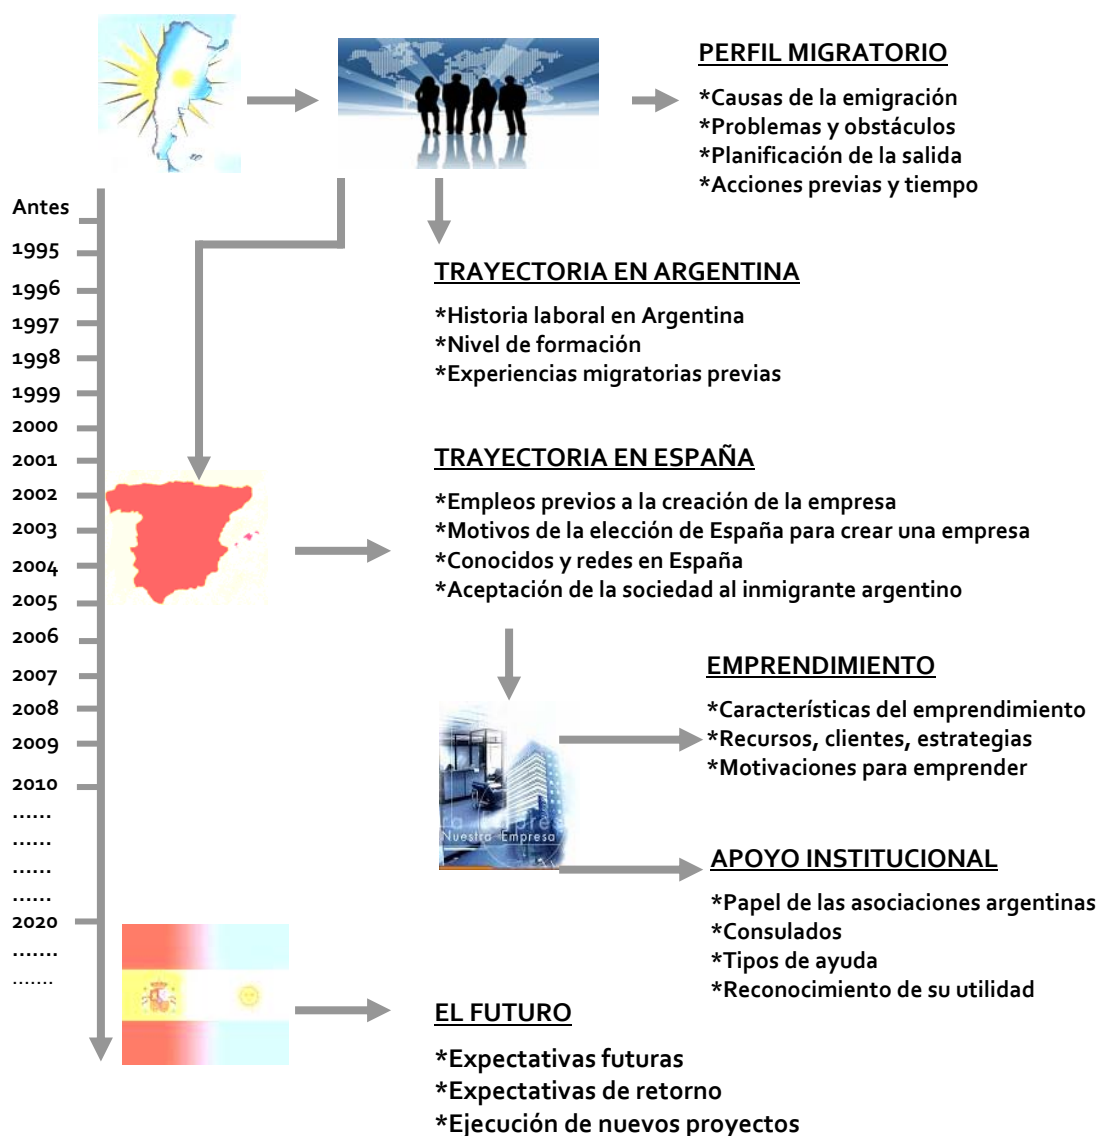 PERFIL MIGRATORIO
*Causas de la emigración
*Problemas y obstáculos
*Planificación de la salida
*Acciones previas y tiempo
Antes
1995
1996
1997
1998
1999
2000
2001
2002
2003
2004
2005
2006
2007
2008
2009
2010
......
......
......
......
2020
.......
.......
TRAYECTORIA EN ARGENTINA
*Historia laboral en Argentina
*Nivel de formación
*Experiencias migratorias previas
TRAYECTORIA EN ESPAÑA
*Empleos previos a la creación de la empresa
*Motivos de la elección de España para crear una empresa
*Conocidos y redes en España
*Aceptación de la sociedad al inmigrante argentino
EMPRENDIMIENTO
*Características del emprendimiento
*Recursos, clientes, estrategias
*Motivaciones para emprender
Nuestra Empresa
APOYO INSTITUCIONAL
*Papel de las asociaciones argentinas
*Consulados
*Tipos de ayuda
*Reconocimiento de su utilidad
EL FUTURO
*Expectativas futuras
*Expectativas de retorno
*Ejecución de nuevos proyectos